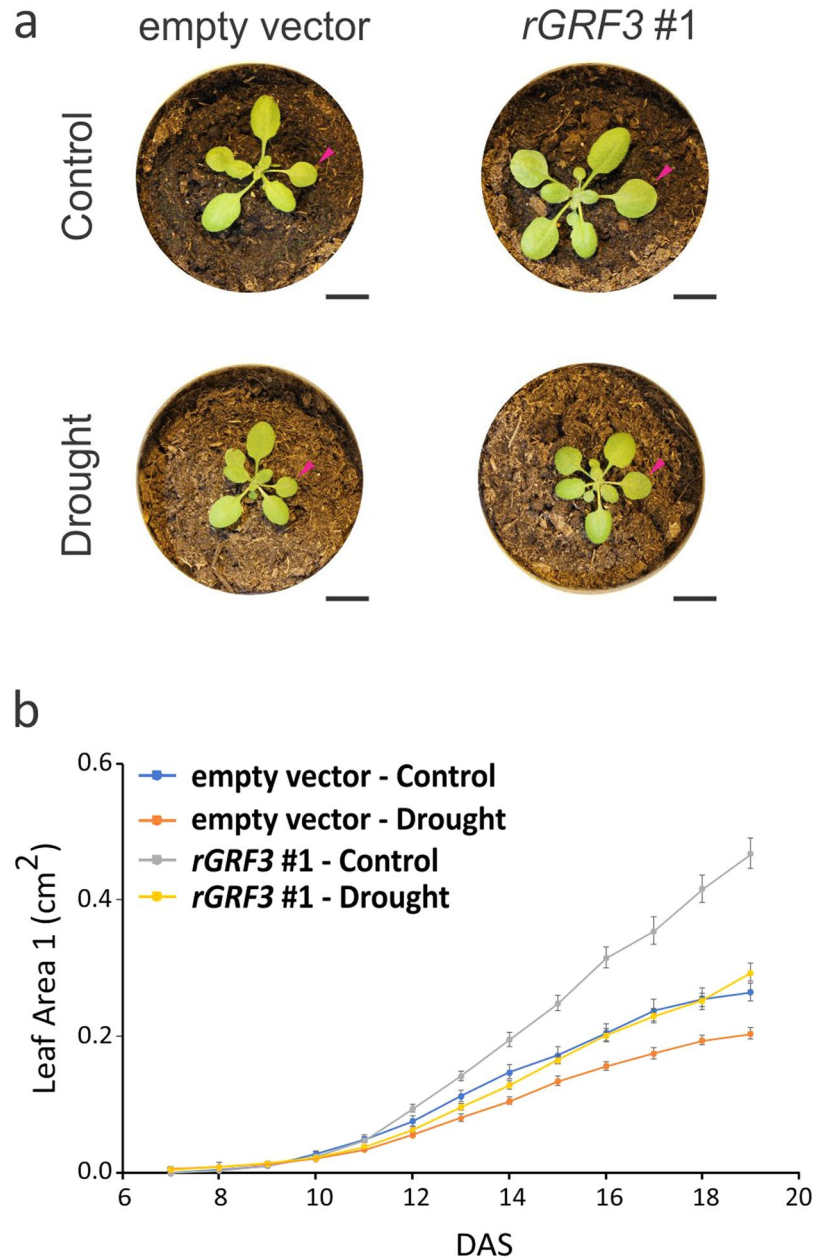 a
empty vector
rGRF3 #1
Control
Drought
b
Leaf Area 1 (cm²)
0.6
0.4
0.2
0.0
empty vector - Control
empty vector - Drought
rGRF3 #1 - Control
rGRF3 #1 - Drought
6 8 10 12 14 16 18 20
DAS